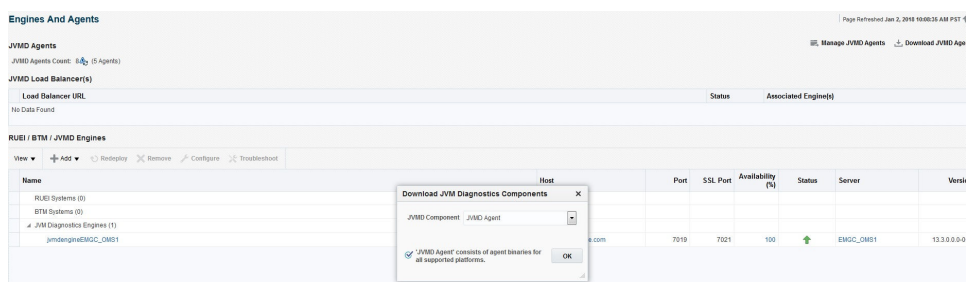 Engines And Agents
Page Refreshed Jan 2, 2018 10:08:35 AM PST
JVMD Agents
Manage JVMD Agents Download JVMD Age
JVMD Agents Count: (5 Agents)
JVMD Load Balancer(s)
Load Balancer URL Status Associated Engine(s)
No Data Found
RUEI / BTM / JVMD Engines
View Add Redeploy Remove Configure Troubleshoot
Name Host Port SSL Port Availability (%) Status Server Versi
RUEI Systems (0)
BTM Systems (0)
JVM Diagnostics Engines (1)
jvmdengineEMGC_OMS1 e.com 7019 7021 100 EMGC_OMS1 13.3.0.0.0-0
Download JVM Diagnostics Components ×
JVMD Component JVMD Agent
'JVMD Agent' consists of agent binaries for
all supported platforms.
OK